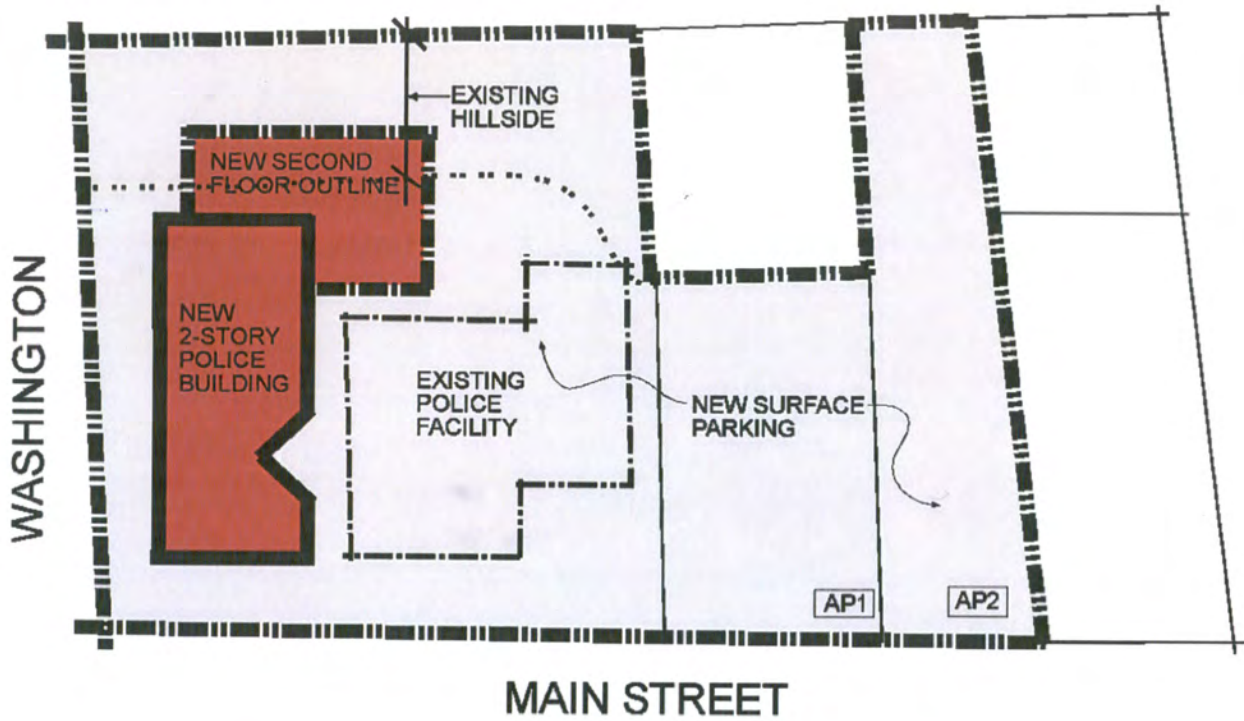 EXISTING
HILLSIDE
NEW SECOND
FLOOR OUTLINE
WASHINGTON
NEW
2-STORY
POLICE
BUILDING
EXISTING
POLICE
FACILITY
NEW SURFACE
PARKING
AP1
AP2
MAIN STREET